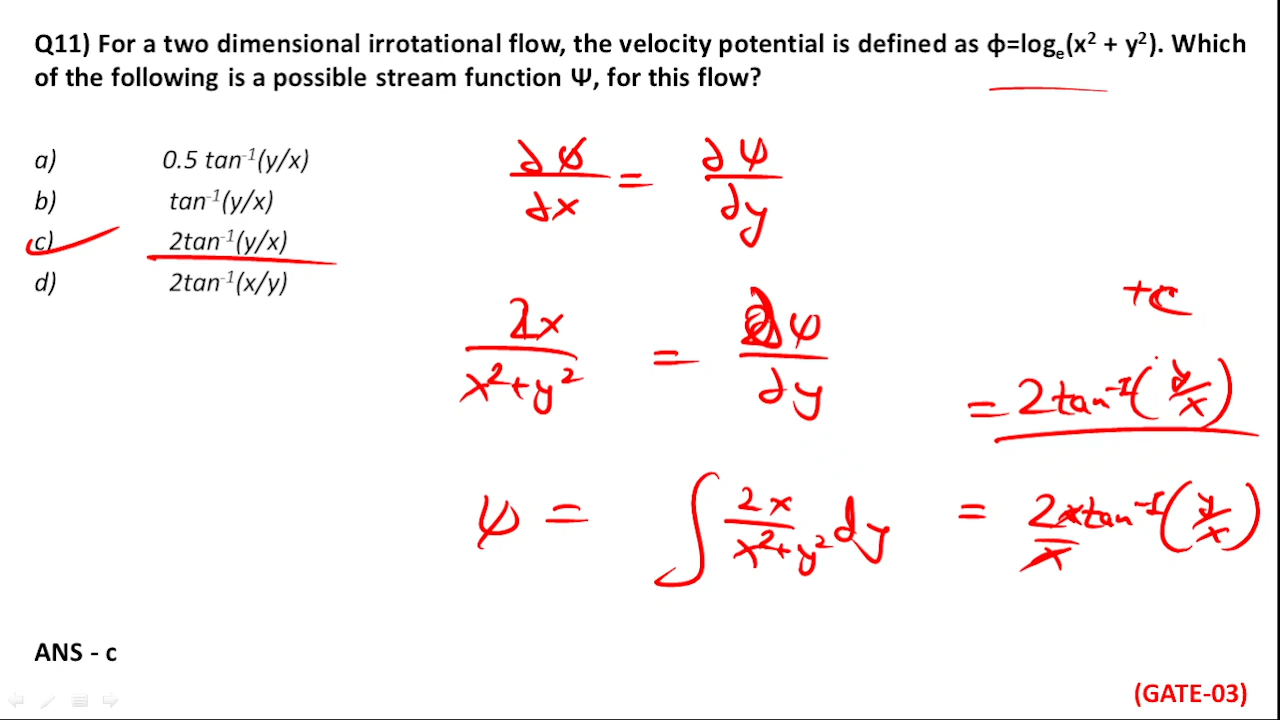 Q11) For a two dimensional irrotational flow, the velocity potential is defined as ϕ=logₑ(x² + y²). Which
of the following is a possible stream function Ψ, for this flow?
a) 0.5 tan⁻¹(y/x)
b) tan⁻¹(y/x)
c) 2tan⁻¹(y/x)
d) 2tan⁻¹(x/y)
∂ϕ/∂x = ∂ψ/∂y
2x/(x²+y²) = ∂ψ/∂y
ψ = ∫ 2x/(x²+y²) dy = 2x/x tan⁻¹(y/x)
= 2tan⁻¹(y/x)
+c
ANS - c
(GATE-03)